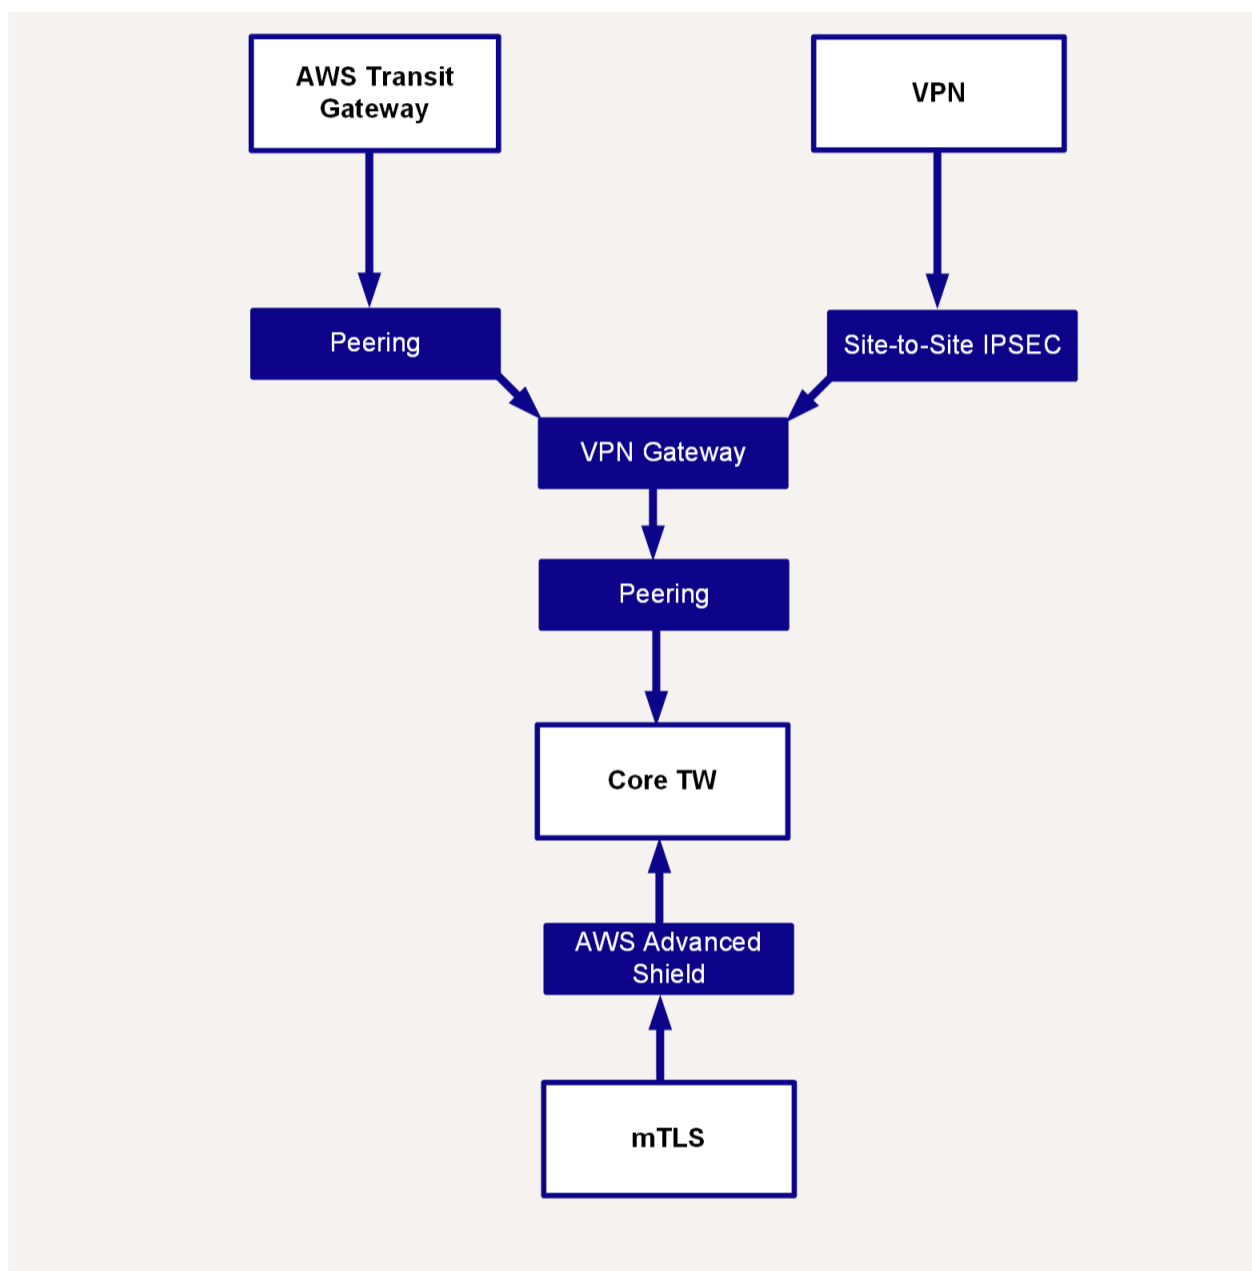 AWS Transit
Gateway
VPN
Peering
Site-to-Site IPSEC
VPN Gateway
Peering
Core TW
AWS Advanced
Shield
mTLS